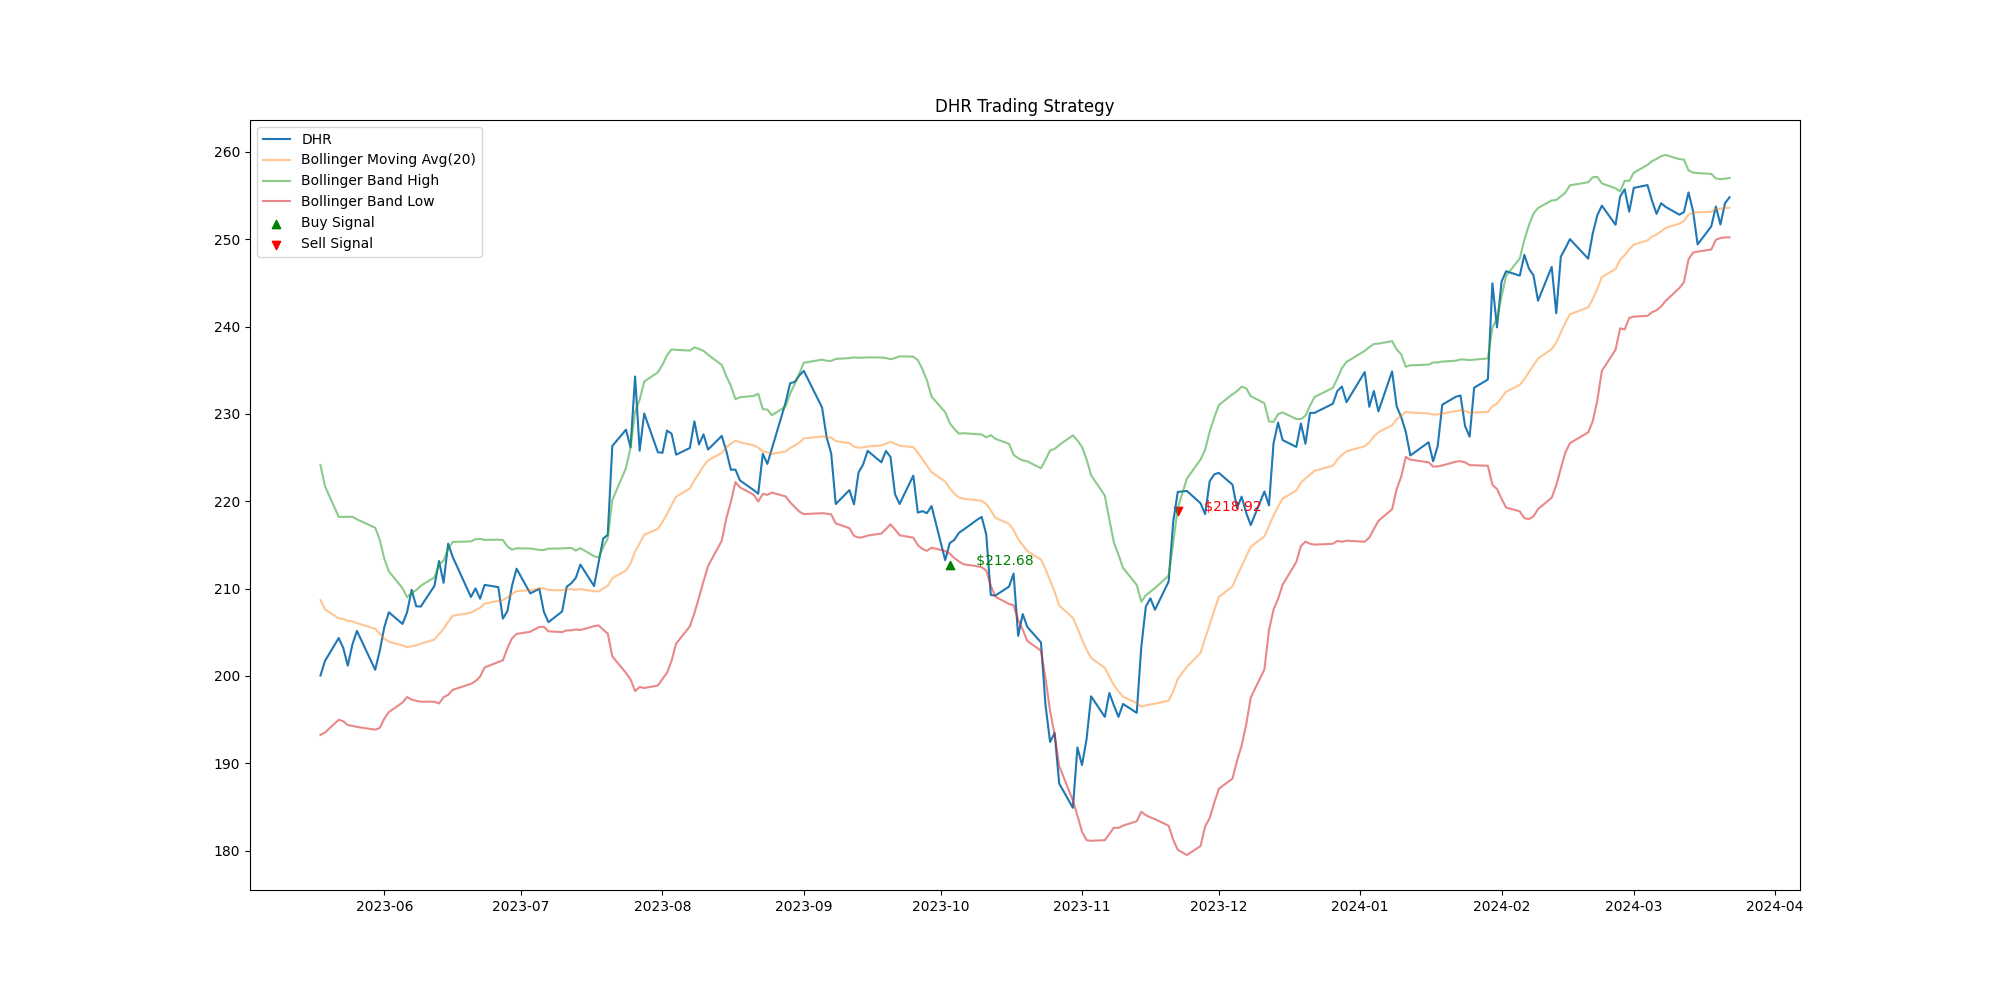 DHR Trading Strategy
DHR
Bollinger Moving Avg(20)
Bollinger Band High
Bollinger Band Low
Buy Signal
Sell Signal
260
250
240
230
220
210
200
190
180
$218.92
$212.68
2023-06 2023-07 2023-08 2023-09 2023-10 2023-11 2023-12 2024-01 2024-02 2024-03 2024-04